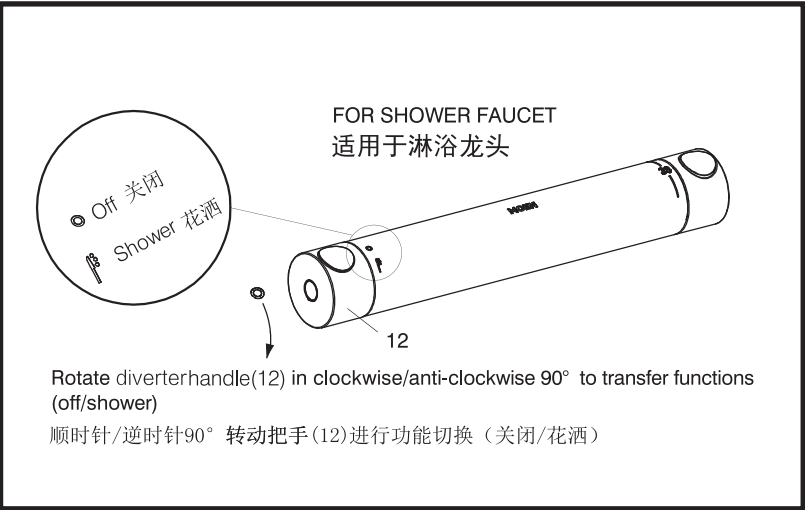 FOR SHOWER FAUCET
适用于淋浴龙头
Off 关闭
Shower 花洒
MOEN
38
12
Rotate diverterhandle(12) in clockwise/anti-clockwise 90° to transfer functions
(off/shower)
顺时针/逆时针90°转动把手(12)进行功能切换（关闭/花洒）